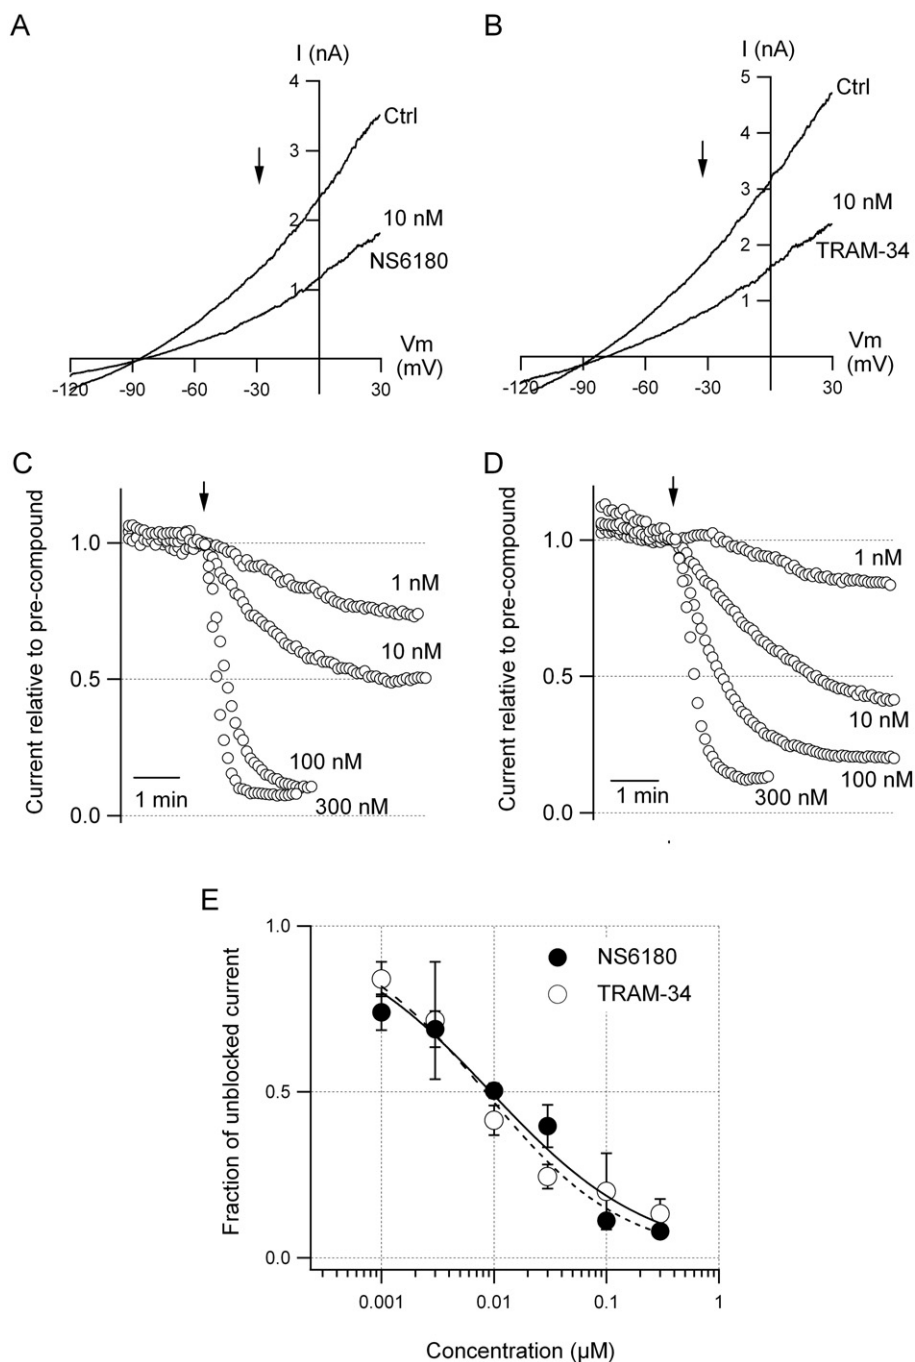 A
I (nA)
4
3
2
1
Ctrl
10 nM
NS6180
Vm
(mV)
-120
-90
-60
-30
30
B
I (nA)
5
4
3
2
1
Ctrl
10 nM
TRAM-34
Vm
(mV)
-120
-90
-60
-30
30
C
Current relative to pre-compound
1.0
0.5
0.0
1 nM
10 nM
100 nM
300 nM
1 min
D
Current relative to pre-compound
1.0
0.5
0.0
1 nM
10 nM
100 nM
300 nM
1 min
E
Fraction of unblocked current
1.0
0.5
0.0
NS6180
TRAM-34
0.001
0.01
0.1
1
Concentration (µM)